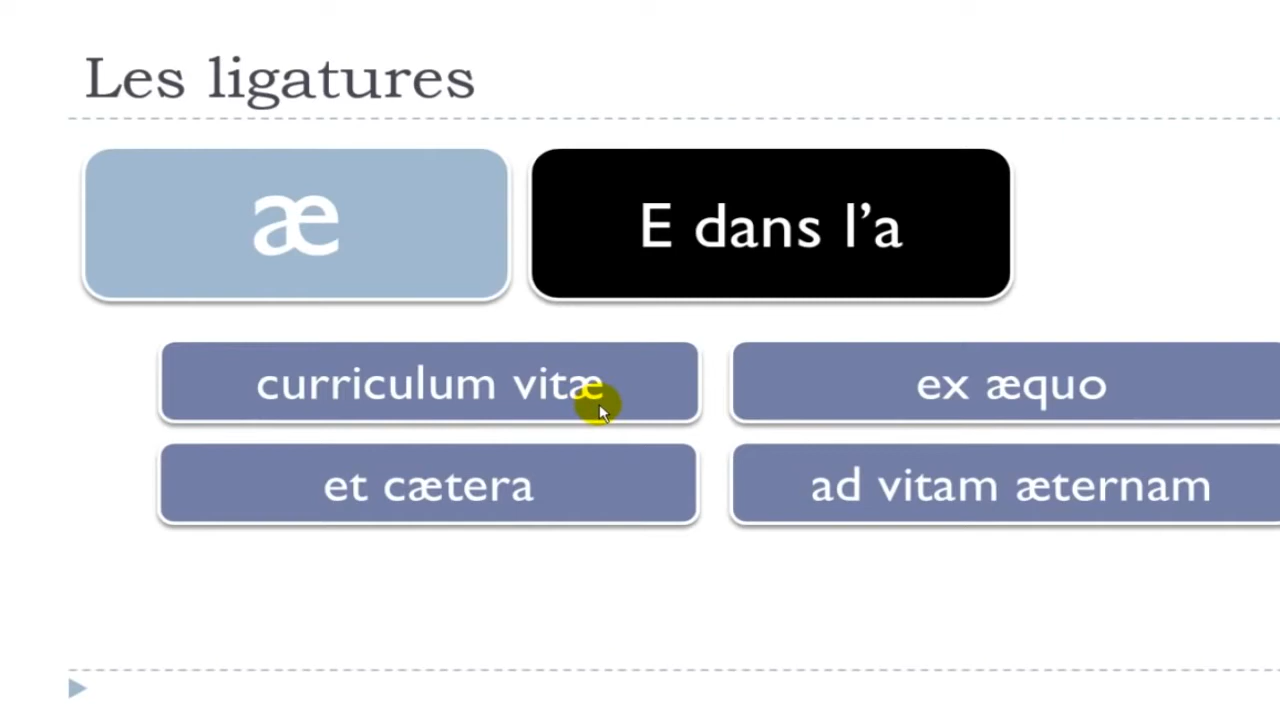 Les ligatures
æ
E dans l’a
curriculum vitæ
ex æquo
et cætera
ad vitam æternam